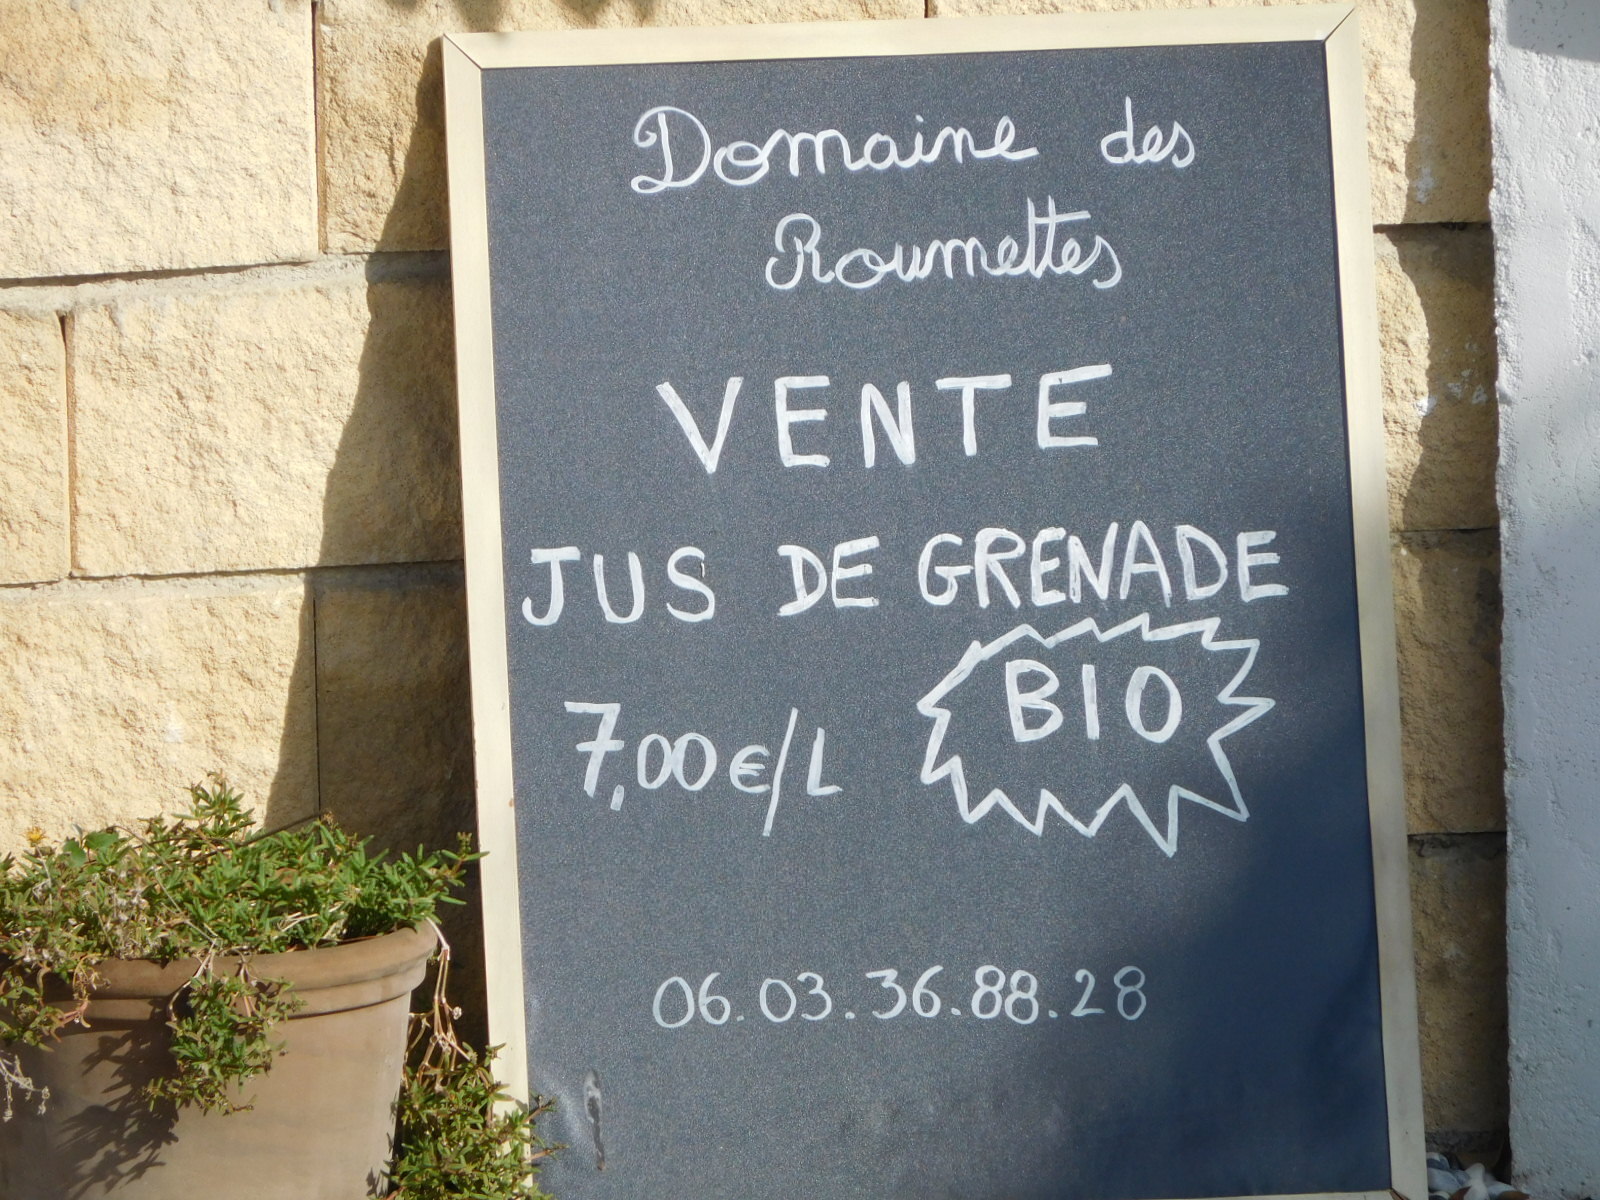 Domaine des
Roumettes
VENTE
JUS DE GRENADE
BIO
7,00€/L
06.03.36.88.28